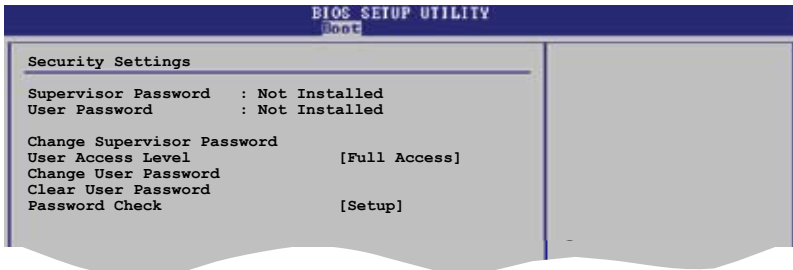 BIOS SETUP UTILITY
Boot
Security Settings
Supervisor Password : Not Installed
User Password : Not Installed
Change Supervisor Password
User Access Level [Full Access]
Change User Password
Clear User Password
Password Check [Setup]